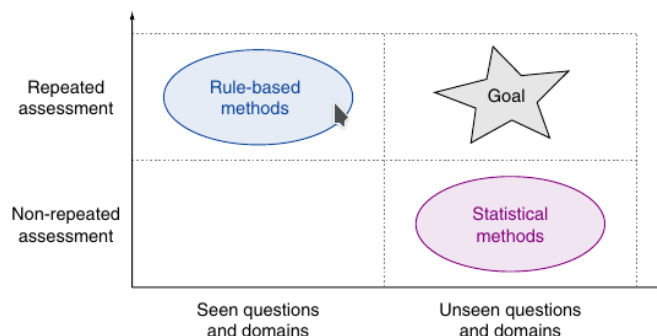 Repeated
assessment
Rule-based
methods
Goal
Non-repeated
assessment
Statistical
methods
Seen questions
and domains
Unseen questions
and domains